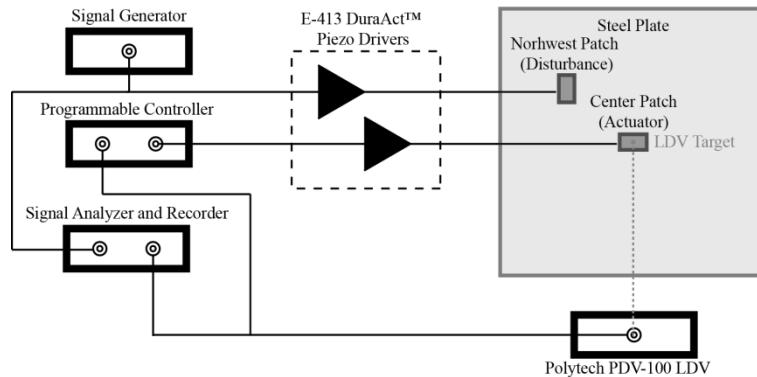 Signal Generator
E-413 DuraAct™
Piezo Drivers
Steel Plate
Norhwest Patch
(Disturbance)
Programmable Controller
Center Patch
(Actuator)
LDV Target
Signal Analyzer and Recorder
Polytech PDV-100 LDV